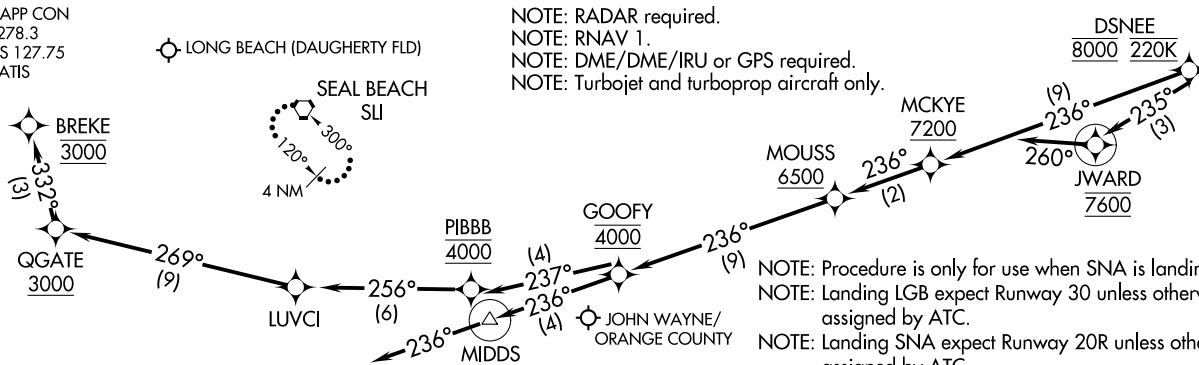 APP CON
278.3
S 127.75
ATIS
LONG BEACH (DAUGHERTY FLD)
NOTE: RADAR required.
NOTE: RNAV 1.
NOTE: DME/DME/IRU or GPS required.
NOTE: Turbojet and turboprop aircraft only.
DSNEE
8000 220K
SEAL BEACH
SLI
300°
120°
4 NM
BREKE
3000
332°
(3)
QGATE
3000
269°
(9)
LUVCI
256°
(6)
PIBBB
4000
(4)
237°
236°
(4)
236°
MIDDS
GOOFY
4000
236°
(9)
MOUSS
6500
236°
(2)
MCKYE
7200
(9)
236°
235°
(3)
260°
JWARD
7600
JOHN WAYNE/
ORANGE COUNTY
NOTE: Procedure is only for use when SNA is landin
NOTE: Landing LGB expect Runway 30 unless otherw
assigned by ATC.
NOTE: Landing SNA expect Runway 20R unless othe
assigned by ATC